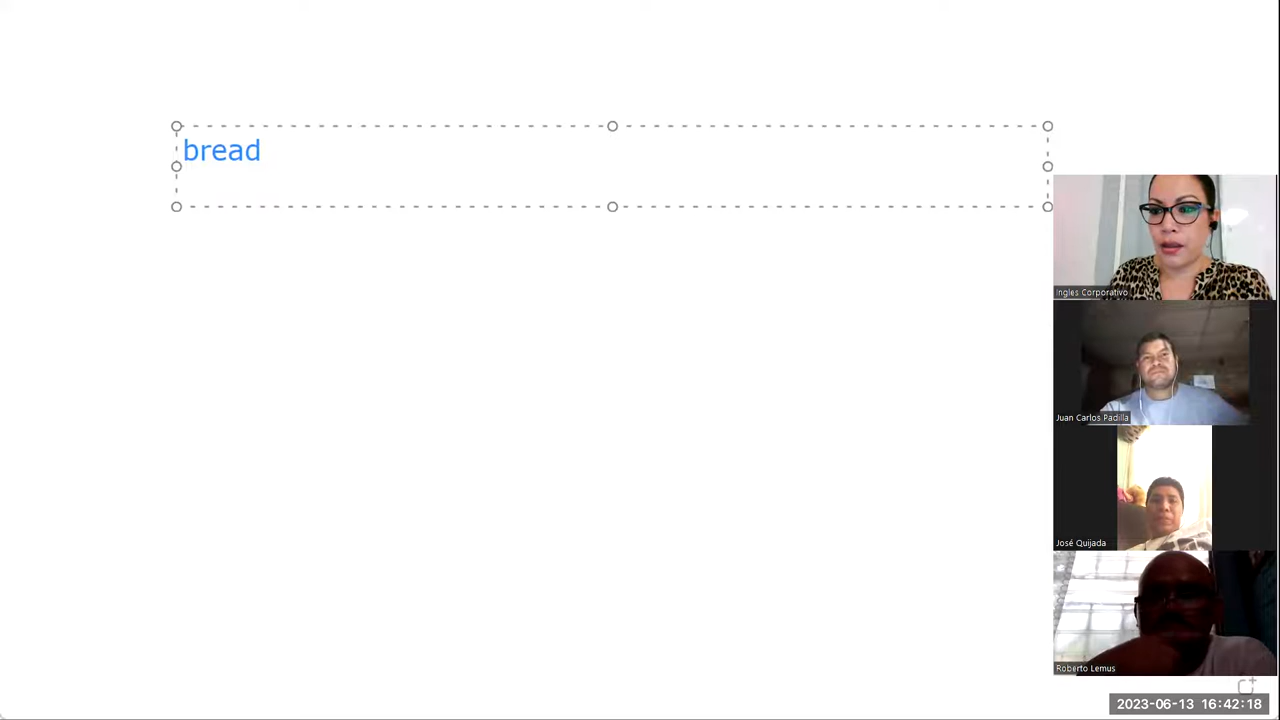 bread
Ingles Corporativo
Juan Carlos Padilla
José Quijada
Roberto Lemus
2023-06-13 16:42:18